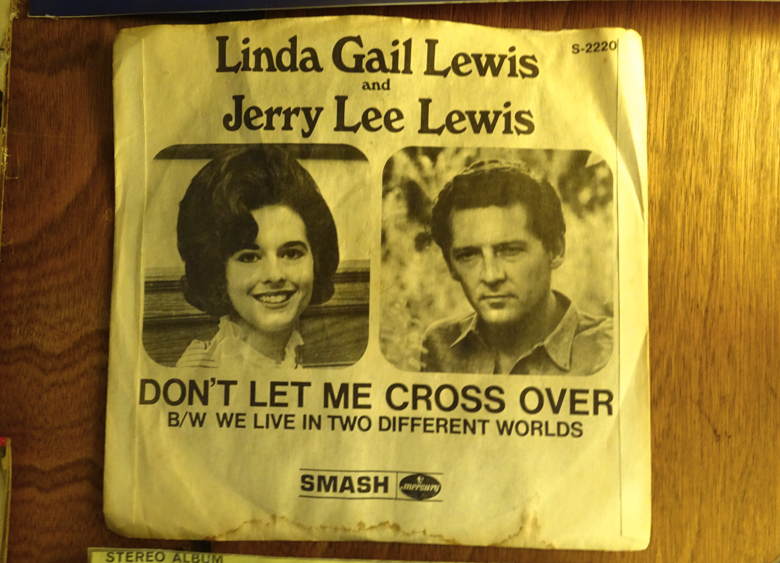 Linda Gail Lewis
S-2220
and
Jerry Lee Lewis
DON'T LET ME CROSS OVER
B/W WE LIVE IN TWO DIFFERENT WORLDS
SMASH mercury
STEREO ALBUM